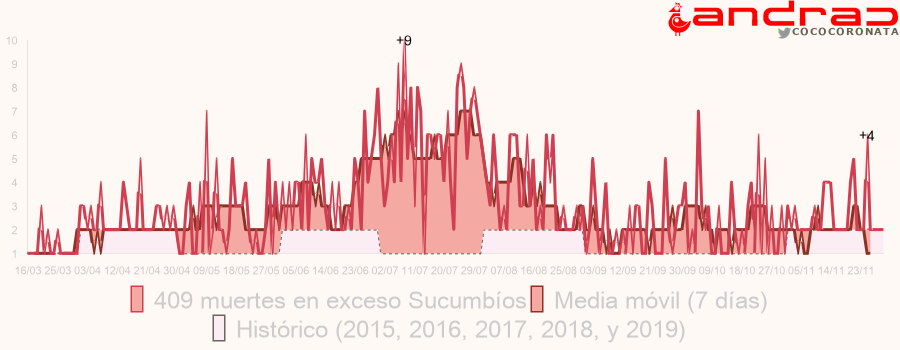 andrac
COCOCORONATA
10
+9
9
8
7
6
+4
5
4
3
2
1
16/03 25/03 03/04 12/04 21/04 30/04 09/05 18/05 27/05 05/06 14/06 23/06 02/07 11/07 20/07 29/07 07/08 16/08 25/08 03/09 12/09 21/09 30/09 09/10 18/10 27/10 05/11 14/11 23/11
409 muertes en exceso Sucumbíos Media móvil (7 días)
Histórico (2015, 2016, 2017, 2018, y 2019)